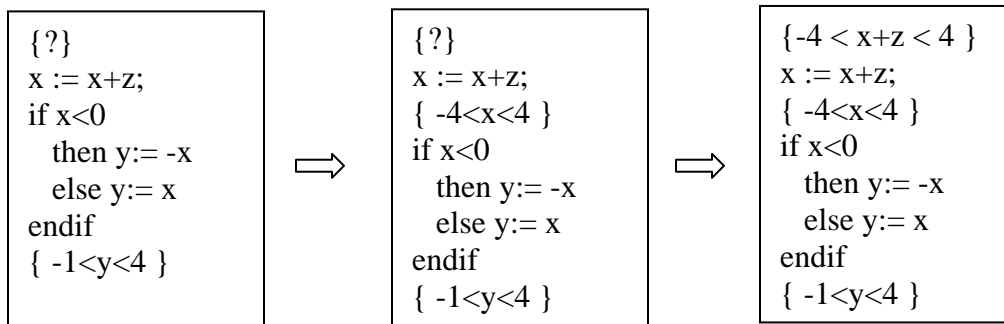 {?}
x := x+z;
if x<0
then y:= -x
else y:= x
endif
{ -1<y<4 }
{?}
x := x+z;
{ -4<x<4 }
if x<0
then y:= -x
else y:= x
endif
{ -1<y<4 }
{-4 < x+z < 4 }
x := x+z;
{ -4<x<4 }
if x<0
then y:= -x
else y:= x
endif
{ -1<y<4 }